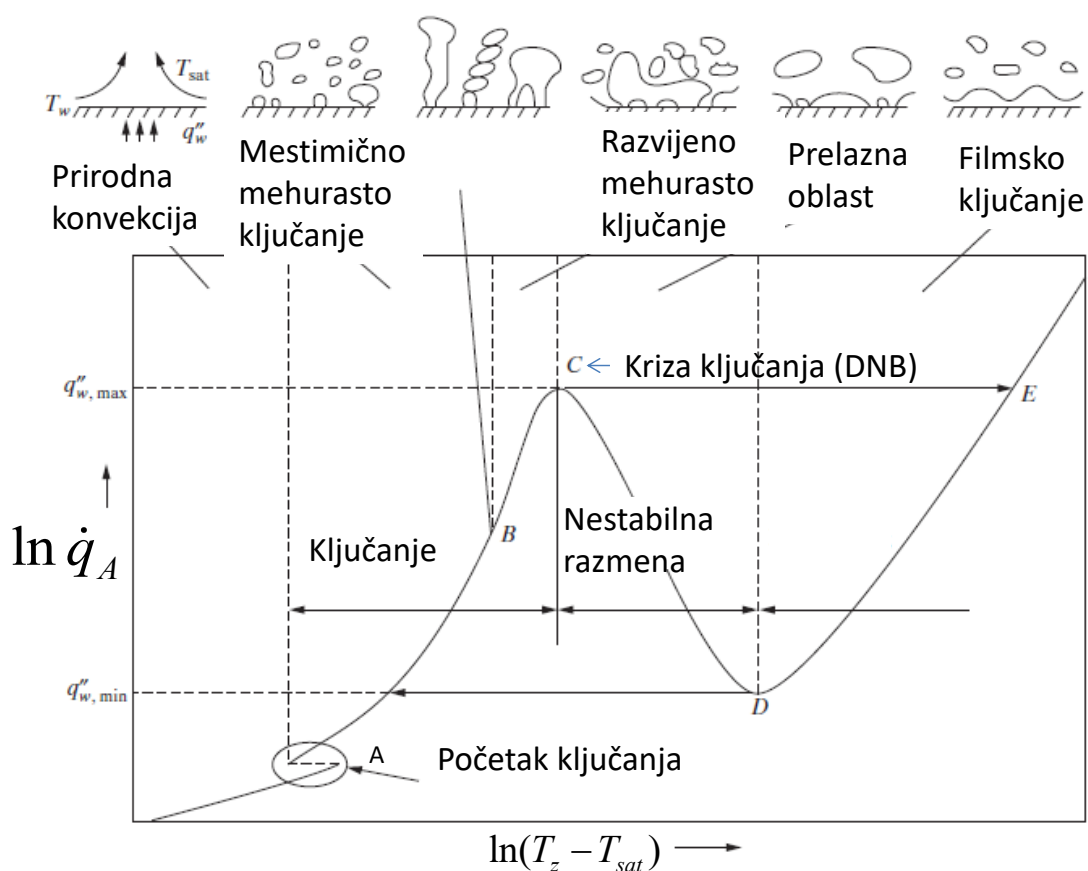 T_sat
T_w
q''_w
Prirodna
konvekcija
Mestimično
mehurasto
ključanje
Razvijeno
mehurasto
ključanje
Prelazna
oblast
Filmsko
ključanje
C
Kriza ključanja (DNB)
q''_w, max
E
ln q̇_A
B
Ključanje
Nestabilna
razmena
q''_w, min
D
A
Početak ključanja
ln(T_z − T_sat)